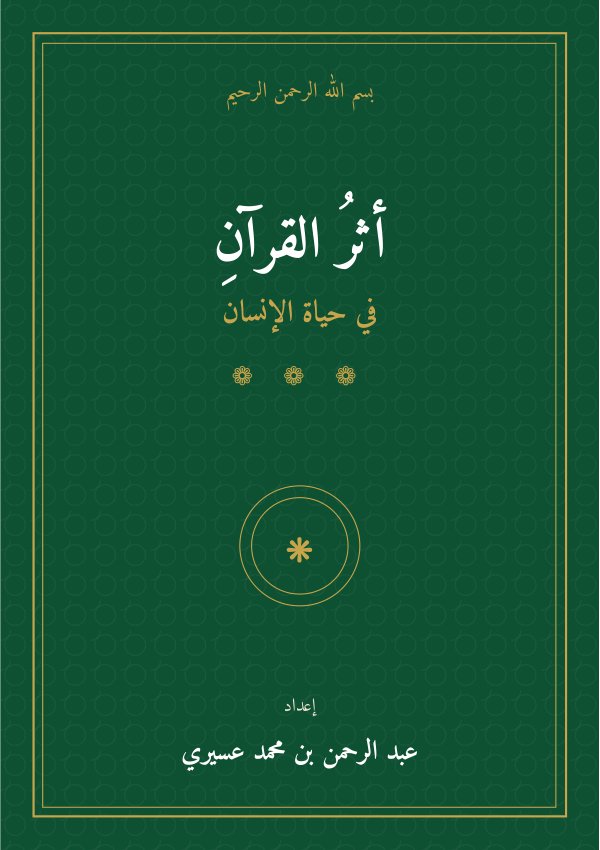 بسم الله الرحمن الرحيم
أثرُ القرآنِ
في حياة الإنسان
إعداد
عبد الرحمن بن محمد عسيري